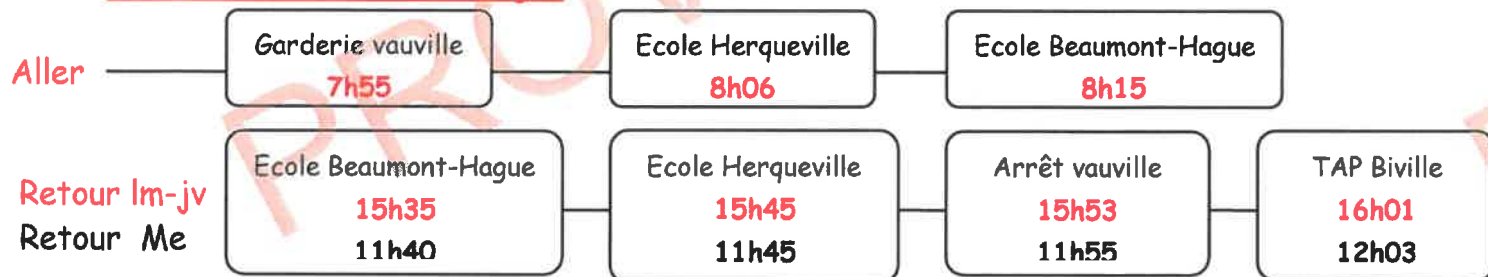 Aller
Garderie vauville
7h55
Ecole Herqueville
8h06
Ecole Beaumont-Hague
8h15
Retour lm-jv
Retour Me
Ecole Beaumont-Hague
15h35
11h40
Ecole Herqueville
15h45
11h45
Arrêt vauville
15h53
11h55
TAP Biville
16h01
12h03